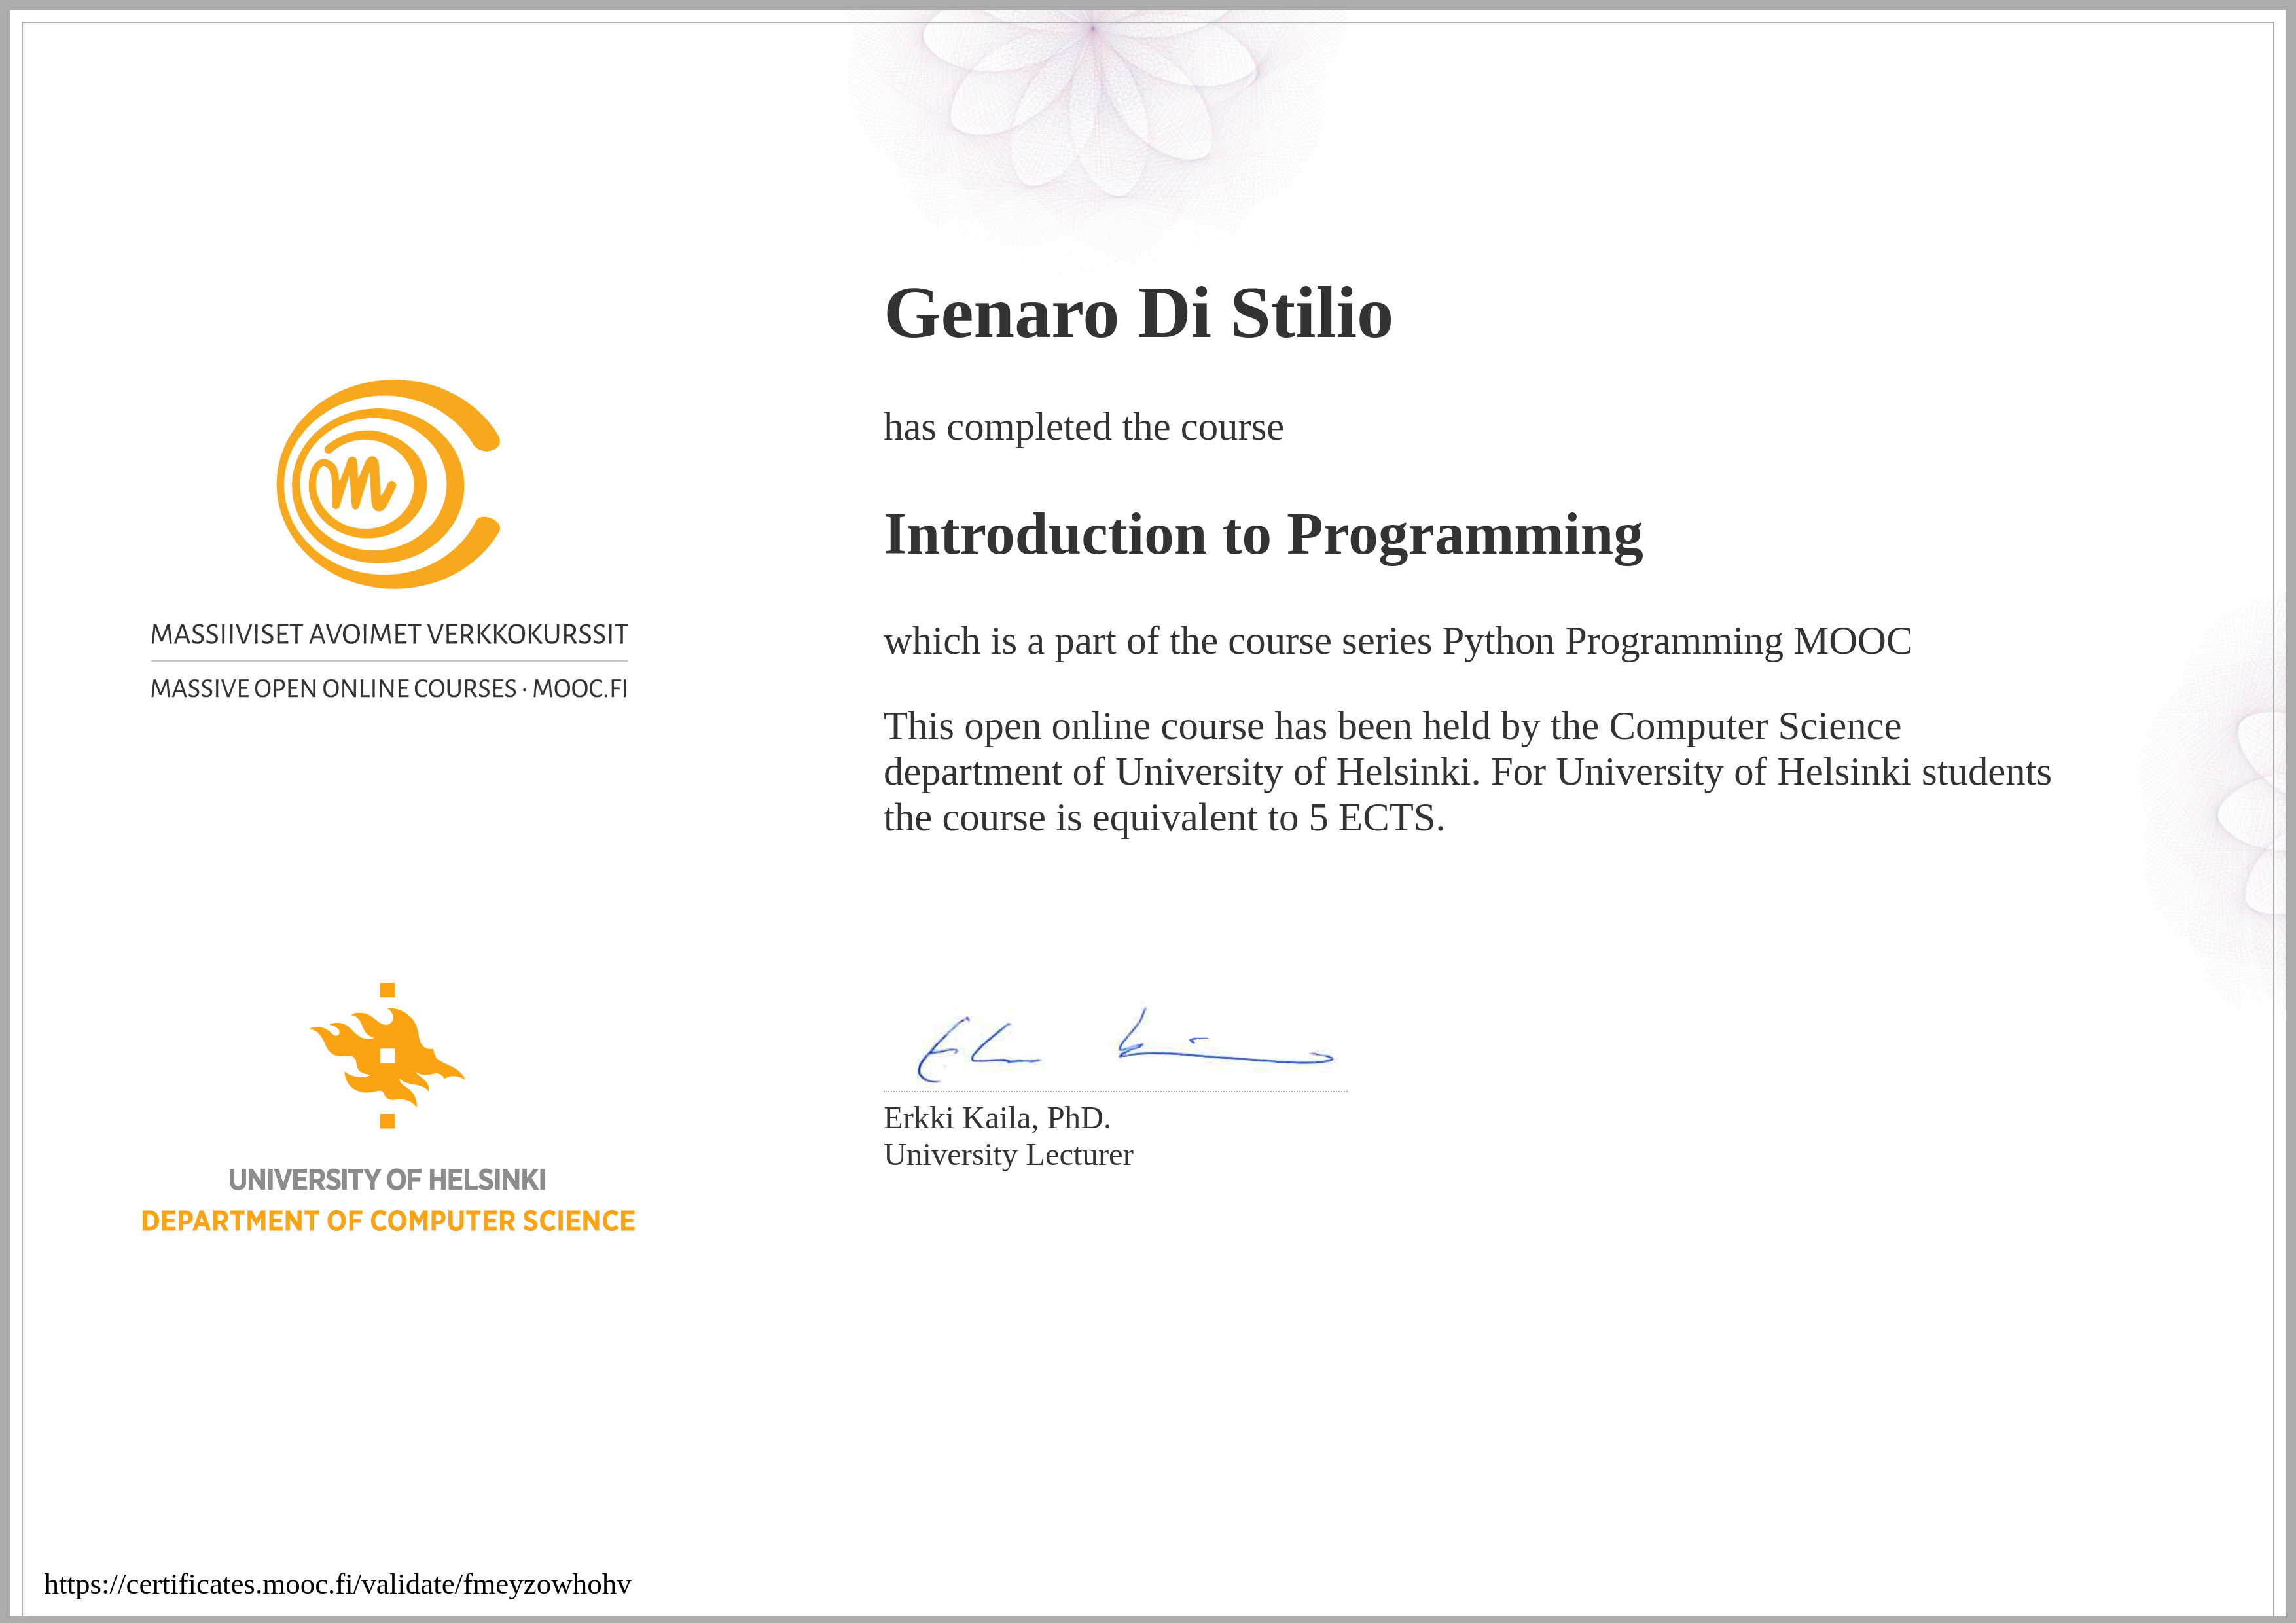 Genaro Di Stilio
has completed the course
Introduction to Programming
which is a part of the course series Python Programming MOOC
This open online course has been held by the Computer Science
department of University of Helsinki. For University of Helsinki students
the course is equivalent to 5 ECTS.
Erkki Kaila, PhD.
University Lecturer
MASSIIVISET AVOIMET VERKKOKURSSIT
MASSIVE OPEN ONLINE COURSES · MOOC.FI
UNIVERSITY OF HELSINKI
DEPARTMENT OF COMPUTER SCIENCE
https://certificates.mooc.fi/validate/fmeyzowhohv